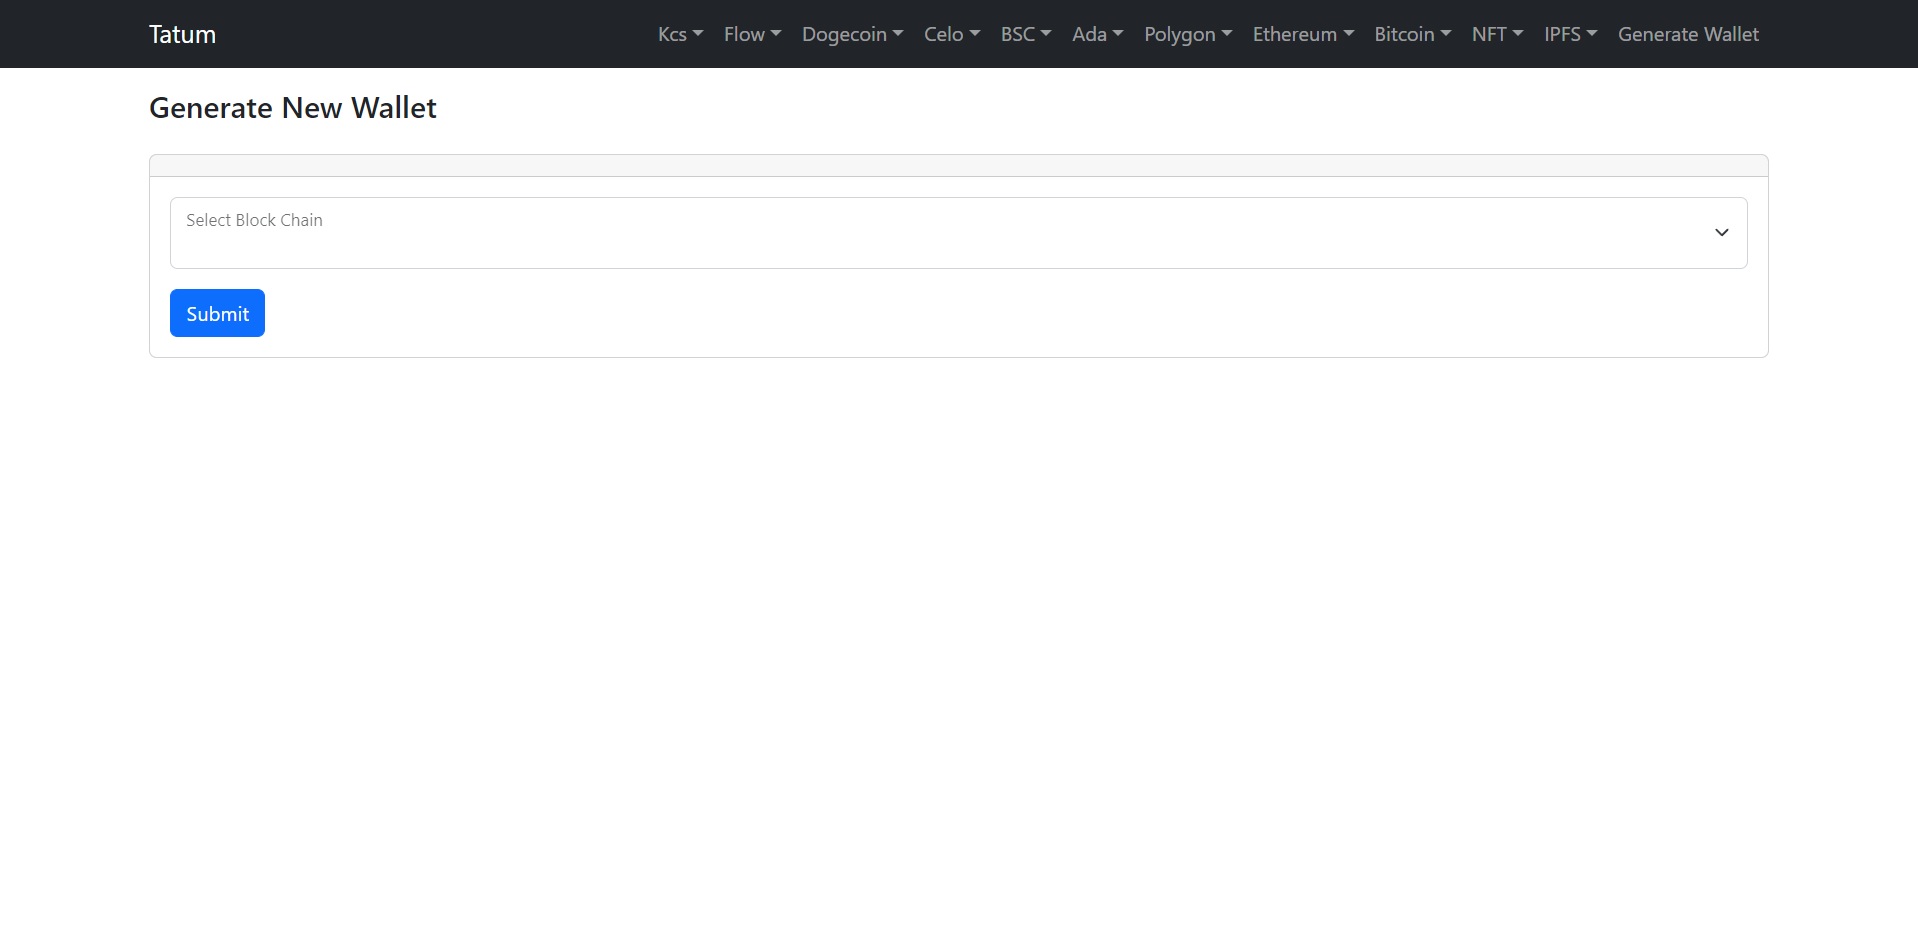 Tatum Kcs Flow Dogecoin Celo BSC Ada Polygon Ethereum Bitcoin NFT IPFS Generate Wallet
Generate New Wallet
Select Block Chain
Submit